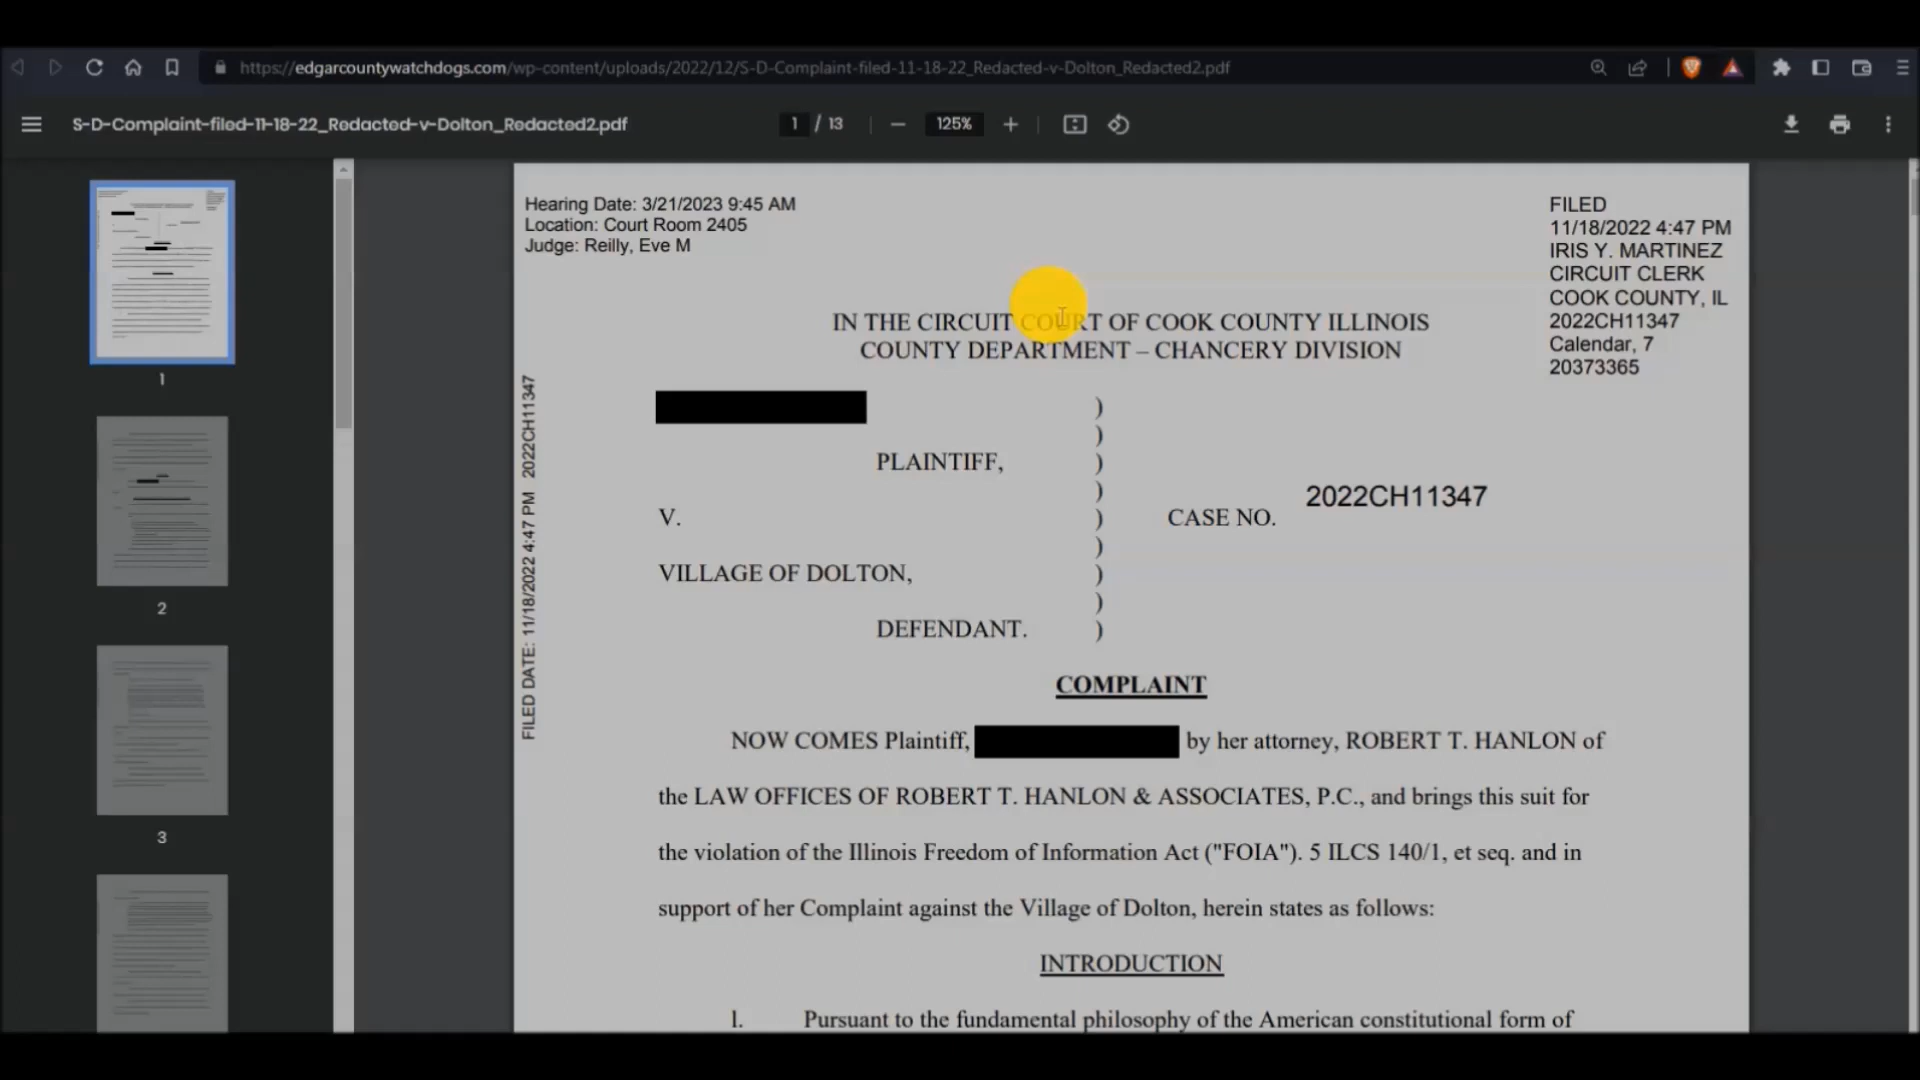 https://edgarcountywatchdogs.com/wp-content/uploads/2022/12/S-D-Complaint-filed-11-18-22_Redacted-v-Dolton_Redacted2.pdf
S-D-Complaint-filed-11-18-22_Redacted-v-Dolton_Redacted2.pdf
1 / 13
125%
1
2
3
Hearing Date: 3/21/2023 9:45 AM
Location: Court Room 2405
Judge: Reilly, Eve M
FILED
11/18/2022 4:47 PM
IRIS Y. MARTINEZ
CIRCUIT CLERK
COOK COUNTY, IL
2022CH11347
Calendar, 7
20373365
FILED DATE: 11/18/2022 4:47 PM 2022CH11347
IN THE CIRCUIT COURT OF COOK COUNTY ILLINOIS
COUNTY DEPARTMENT – CHANCERY DIVISION
)
)
PLAINTIFF, )
)
V. ) CASE NO. 2022CH11347
)
VILLAGE OF DOLTON, )
)
DEFENDANT. )
COMPLAINT
NOW COMES Plaintiff, by her attorney, ROBERT T. HANLON of
the LAW OFFICES OF ROBERT T. HANLON & ASSOCIATES, P.C., and brings this suit for
the violation of the Illinois Freedom of Information Act ("FOIA"). 5 ILCS 140/1, et seq. and in
support of her Complaint against the Village of Dolton, herein states as follows:
INTRODUCTION
l. Pursuant to the fundamental philosophy of the American constitutional form of